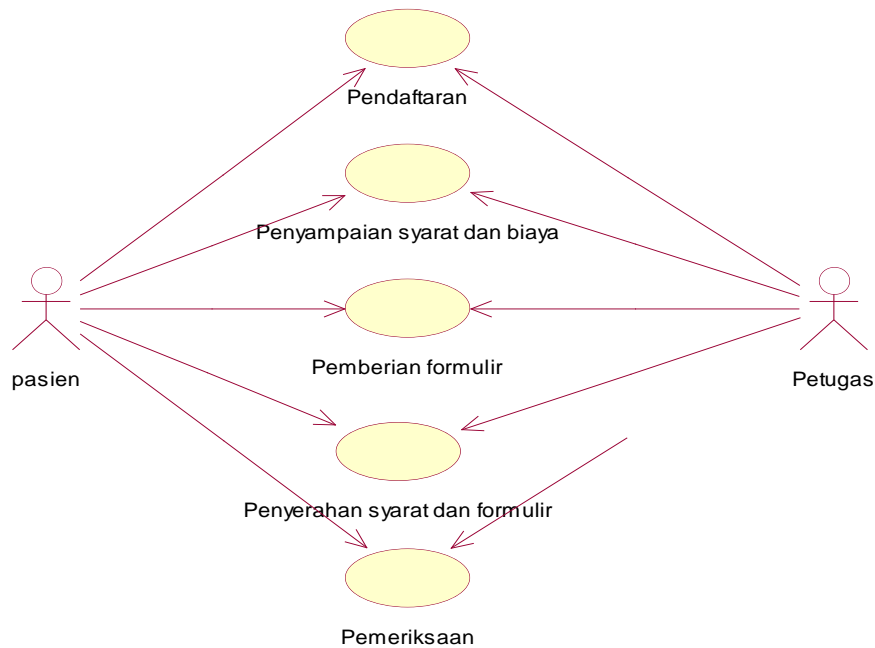 Pendaftaran
Penyampaian syarat dan biaya
Pemberian formulir
pasien
Petugas
Penyerahan syarat dan formulir
Pemeriksaan